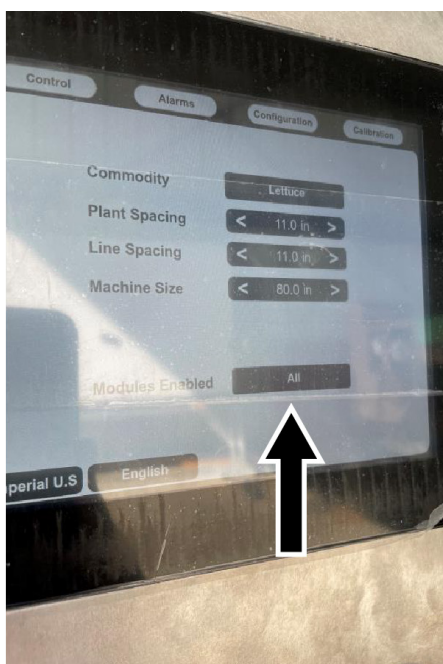 Control Alarms Configuration Calibration
Commodity Lettuce
Plant Spacing < 11.0 in >
Line Spacing < 11.0 in >
Machine Size < 80.0 in >
Modules Enabled All
perial U.S English